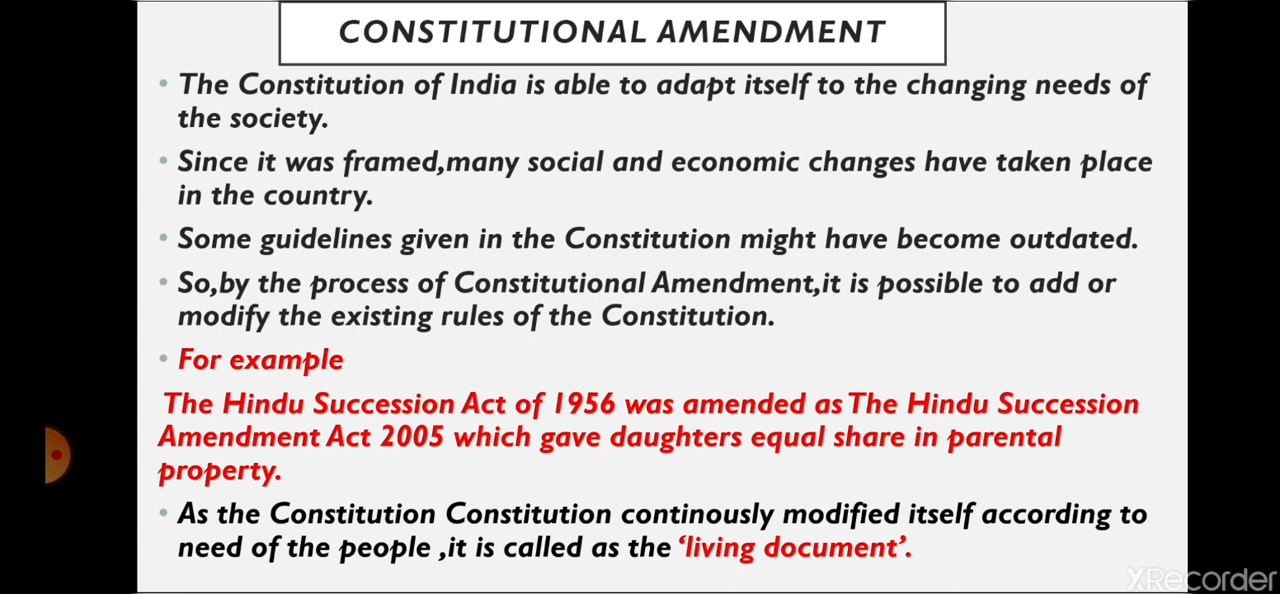 CONSTITUTIONAL AMENDMENT
• The Constitution of India is able to adapt itself to the changing needs of
the society.
• Since it was framed,many social and economic changes have taken place
in the country.
• Some guidelines given in the Constitution might have become outdated.
• So,by the process of Constitutional Amendment,it is possible to add or
modify the existing rules of the Constitution.
• For example
The Hindu Succession Act of 1956 was amended as The Hindu Succession
Amendment Act 2005 which gave daughters equal share in parental
property.
• As the Constitution Constitution continously modified itself according to
need of the people ,it is called as the ‘living document’.
XRecorder